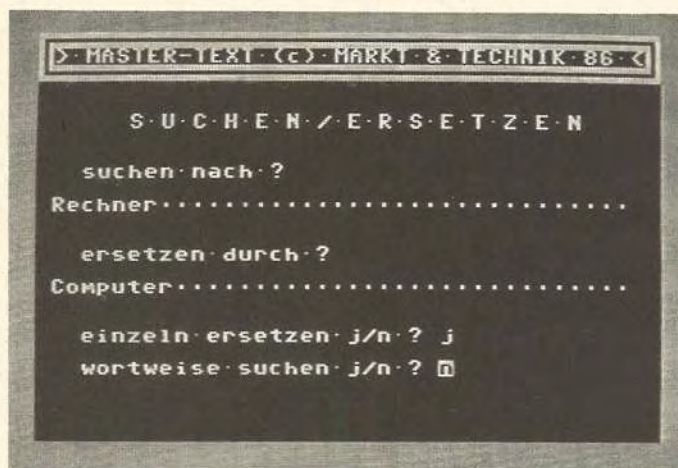 >·MASTER-TEXT·(c)·MARKT·&·TECHNIK·86·<
S·U·C·H·E·N·/·E·R·S·E·T·Z·E·N
suchen·nach·?
Rechner······························
ersetzen·durch·?
Computer·····························
einzeln·ersetzen·j/n·? j
wortweise·suchen·j/n·? n